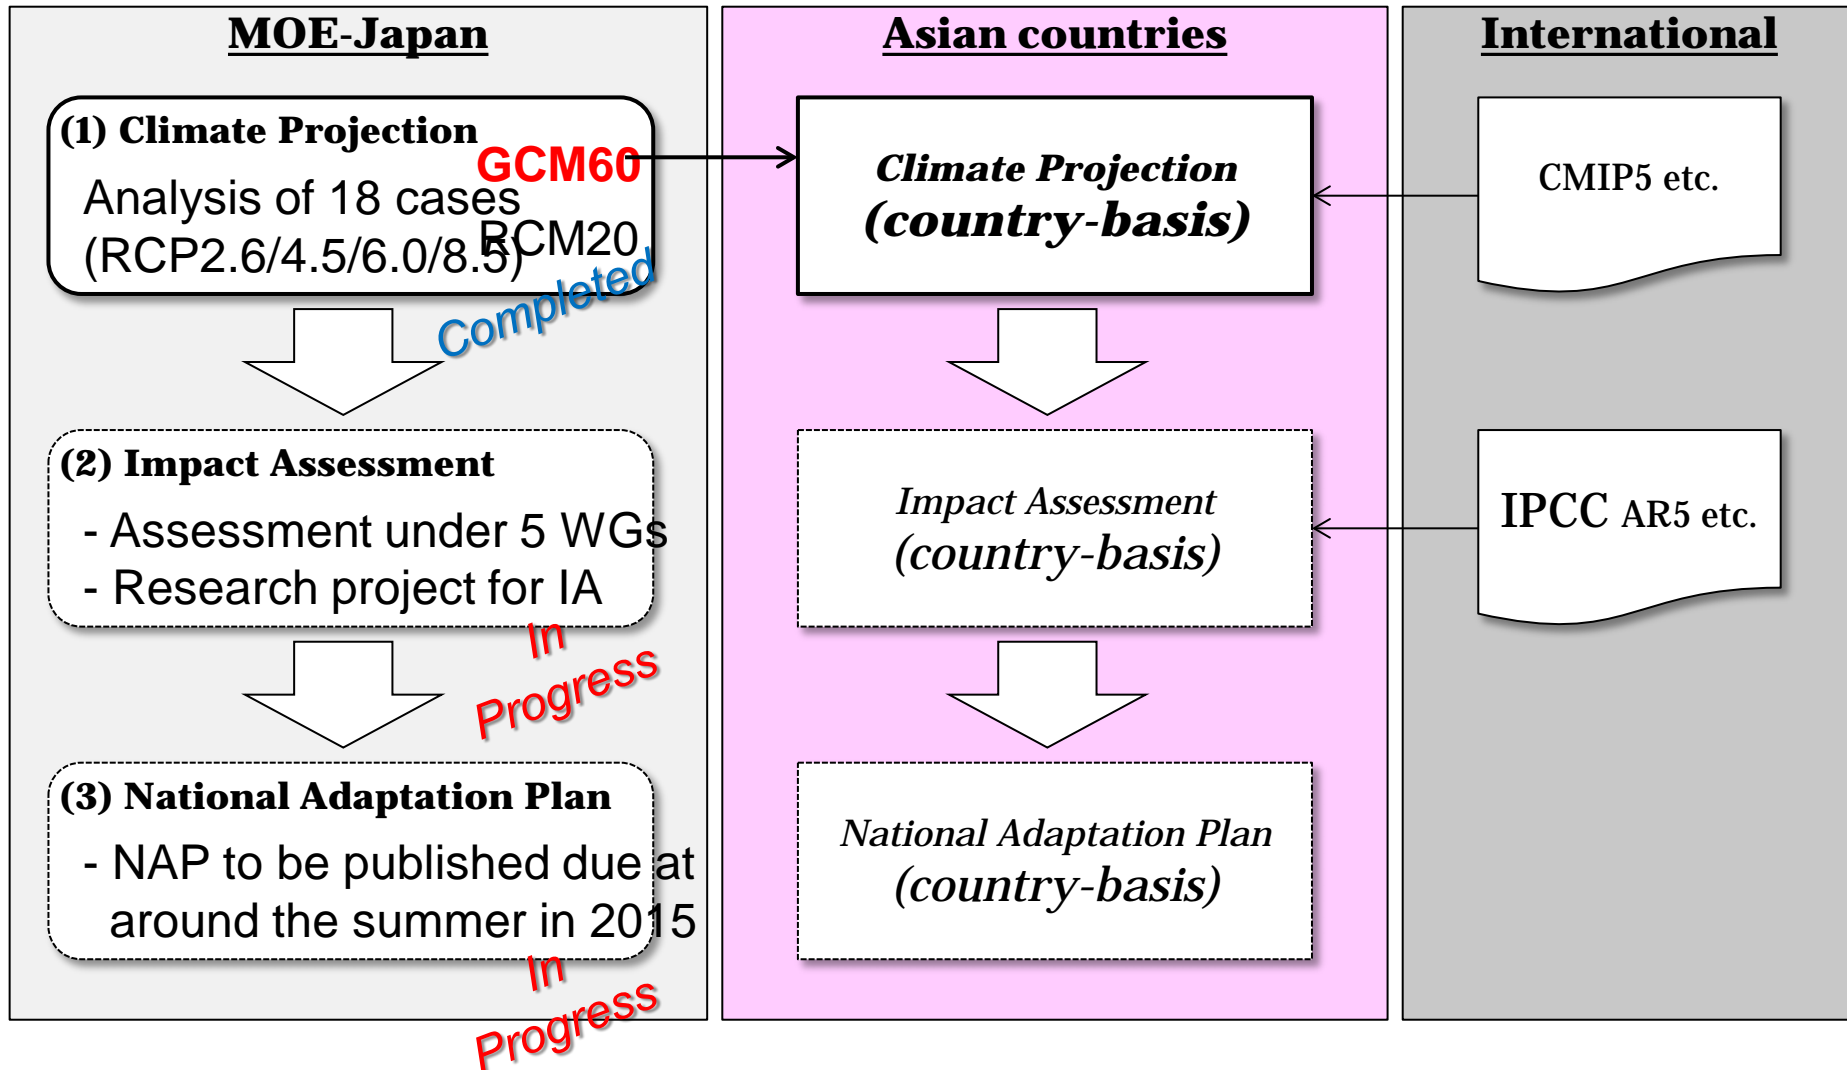 MOE-Japan
(1) Climate Projection
GCM60
Analysis of 18 cases
RCM20
(RCP2.6/4.5/6.0/8.5)
Completed
(2) Impact Assessment
- Assessment under 5 WGs
- Research project for IA
In
Progress
(3) National Adaptation Plan
- NAP to be published due at
around the summer in 2015
In
Progress
Asian countries
Climate Projection
(country-basis)
Impact Assessment
(country-basis)
National Adaptation Plan
(country-basis)
International
CMIP5 etc.
IPCC AR5 etc.